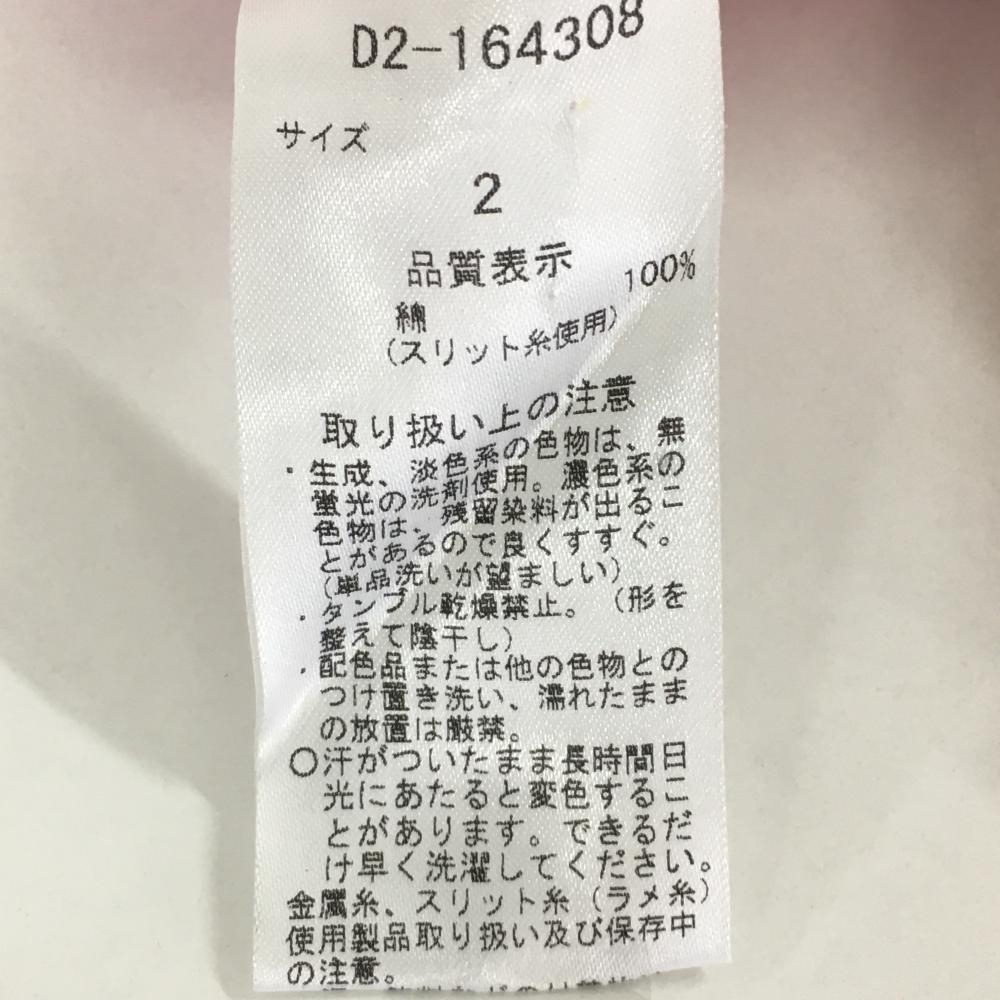 D2-164308
サイズ
2
品質表示
綿 100%
(スリット糸使用)
取り扱い上の注意
・生成、淡色系の色物は、無
蛍光の洗剤使用。濃色系の
色物は、残留染料が出るこ
とがあるので良くすすぐ。
(単品洗いが望ましい)
・タンブル乾燥禁止。(形を
整えて陰干し)
・配色品または他の色物との
つけ置き洗い、濡れたまま
の放置は厳禁。
○汗がついたまま長時間日
光にあたると変色するこ
とがあります。できるだ
け早く洗濯してください。
金属糸、スリット糸(ラメ糸)
使用製品取り扱い及び保存中
の注意。